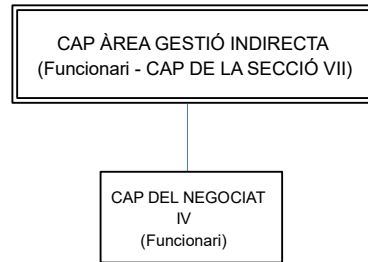 CAP ÀREA GESTIÓ INDIRECTA
(Funcionari - CAP DE LA SECCIÓ VII)
CAP DEL NEGOCIAT
IV
(Funcionari)